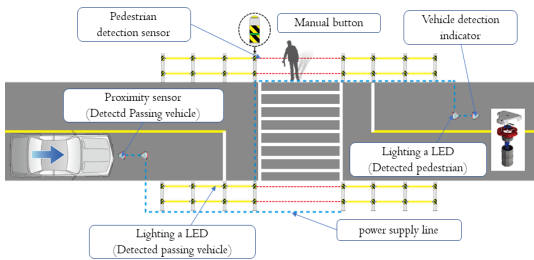 Pedestrian
detection sensor
Manual button
Vehicle detection
indicator
Proximity sensor
(Detectd Passing vehicle)
Lighting a LED
(Detected pedestrian)
Lighting a LED
(Detected passing vehicle)
power supply line